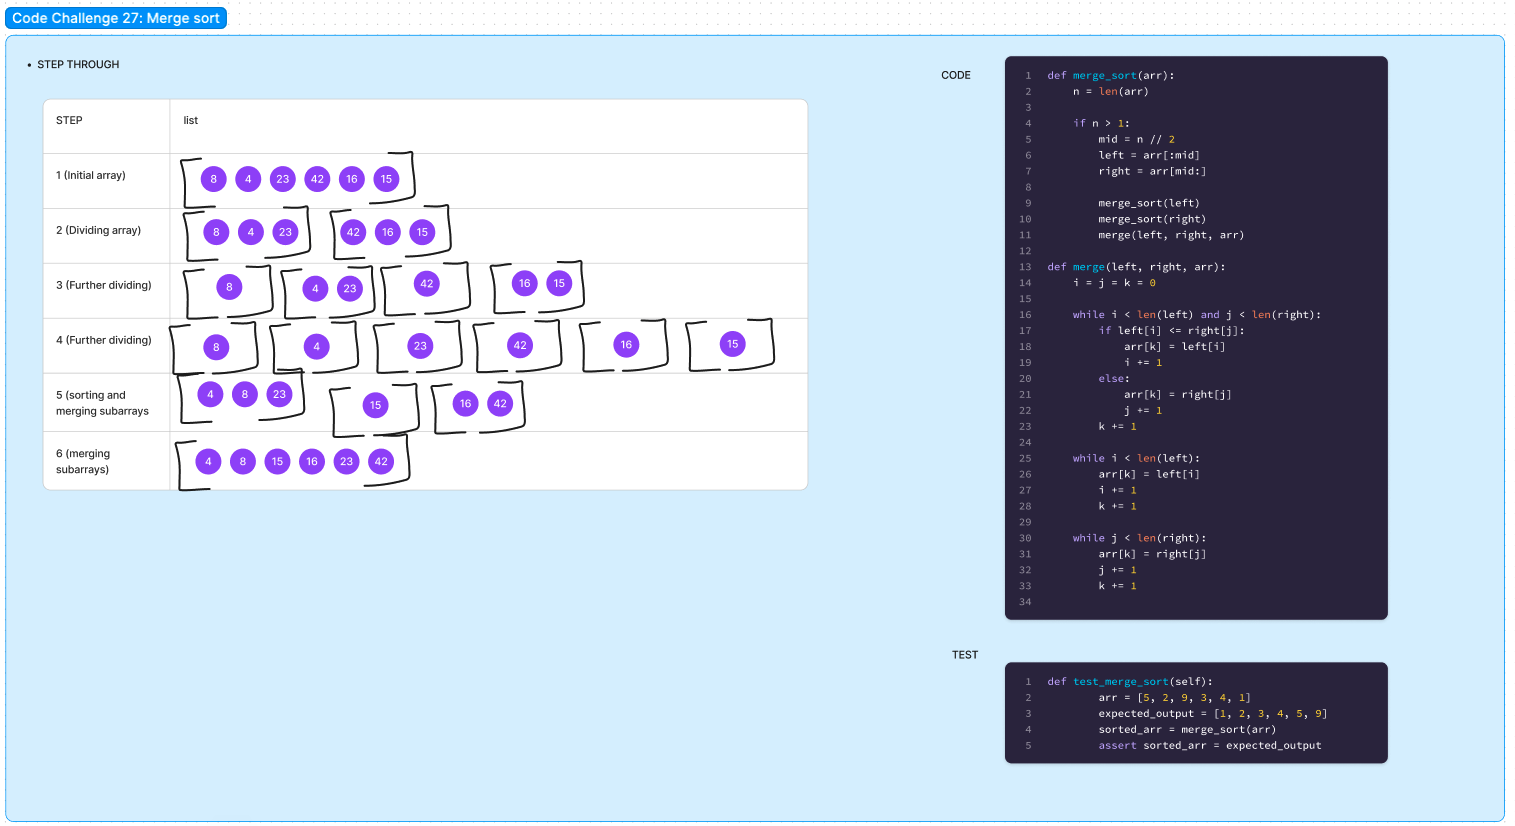 Code Challenge 27: Merge sort
• STEP THROUGH
STEP list
1 (Initial array) 8 4 23 42 16 15
2 (Dividing array) 8 4 23 42 16 15
3 (Further dividing) 8 4 23 42 16 15
4 (Further dividing) 8 4 23 42 16 15
5 (sorting and
merging subarrays
4 8 23 15 16 42
6 (merging
subarrays)
4 8 15 16 23 42
CODE
1 def merge_sort(arr):
2     n = len(arr)
3
4     if n > 1:
5         mid = n // 2
6         left = arr[:mid]
7         right = arr[mid:]
8
9         merge_sort(left)
10         merge_sort(right)
11         merge(left, right, arr)
12
13 def merge(left, right, arr):
14     i = j = k = 0
15
16     while i < len(left) and j < len(right):
17         if left[i] <= right[j]:
18             arr[k] = left[i]
19             i += 1
20         else:
21             arr[k] = right[j]
22             j += 1
23         k += 1
24
25     while i < len(left):
26         arr[k] = left[i]
27         i += 1
28         k += 1
29
30     while j < len(right):
31         arr[k] = right[j]
32         j += 1
33         k += 1
34
TEST
1 def test_merge_sort(self):
2         arr = [5, 2, 9, 3, 4, 1]
3         expected_output = [1, 2, 3, 4, 5, 9]
4         sorted_arr = merge_sort(arr)
5         assert sorted_arr = expected_output